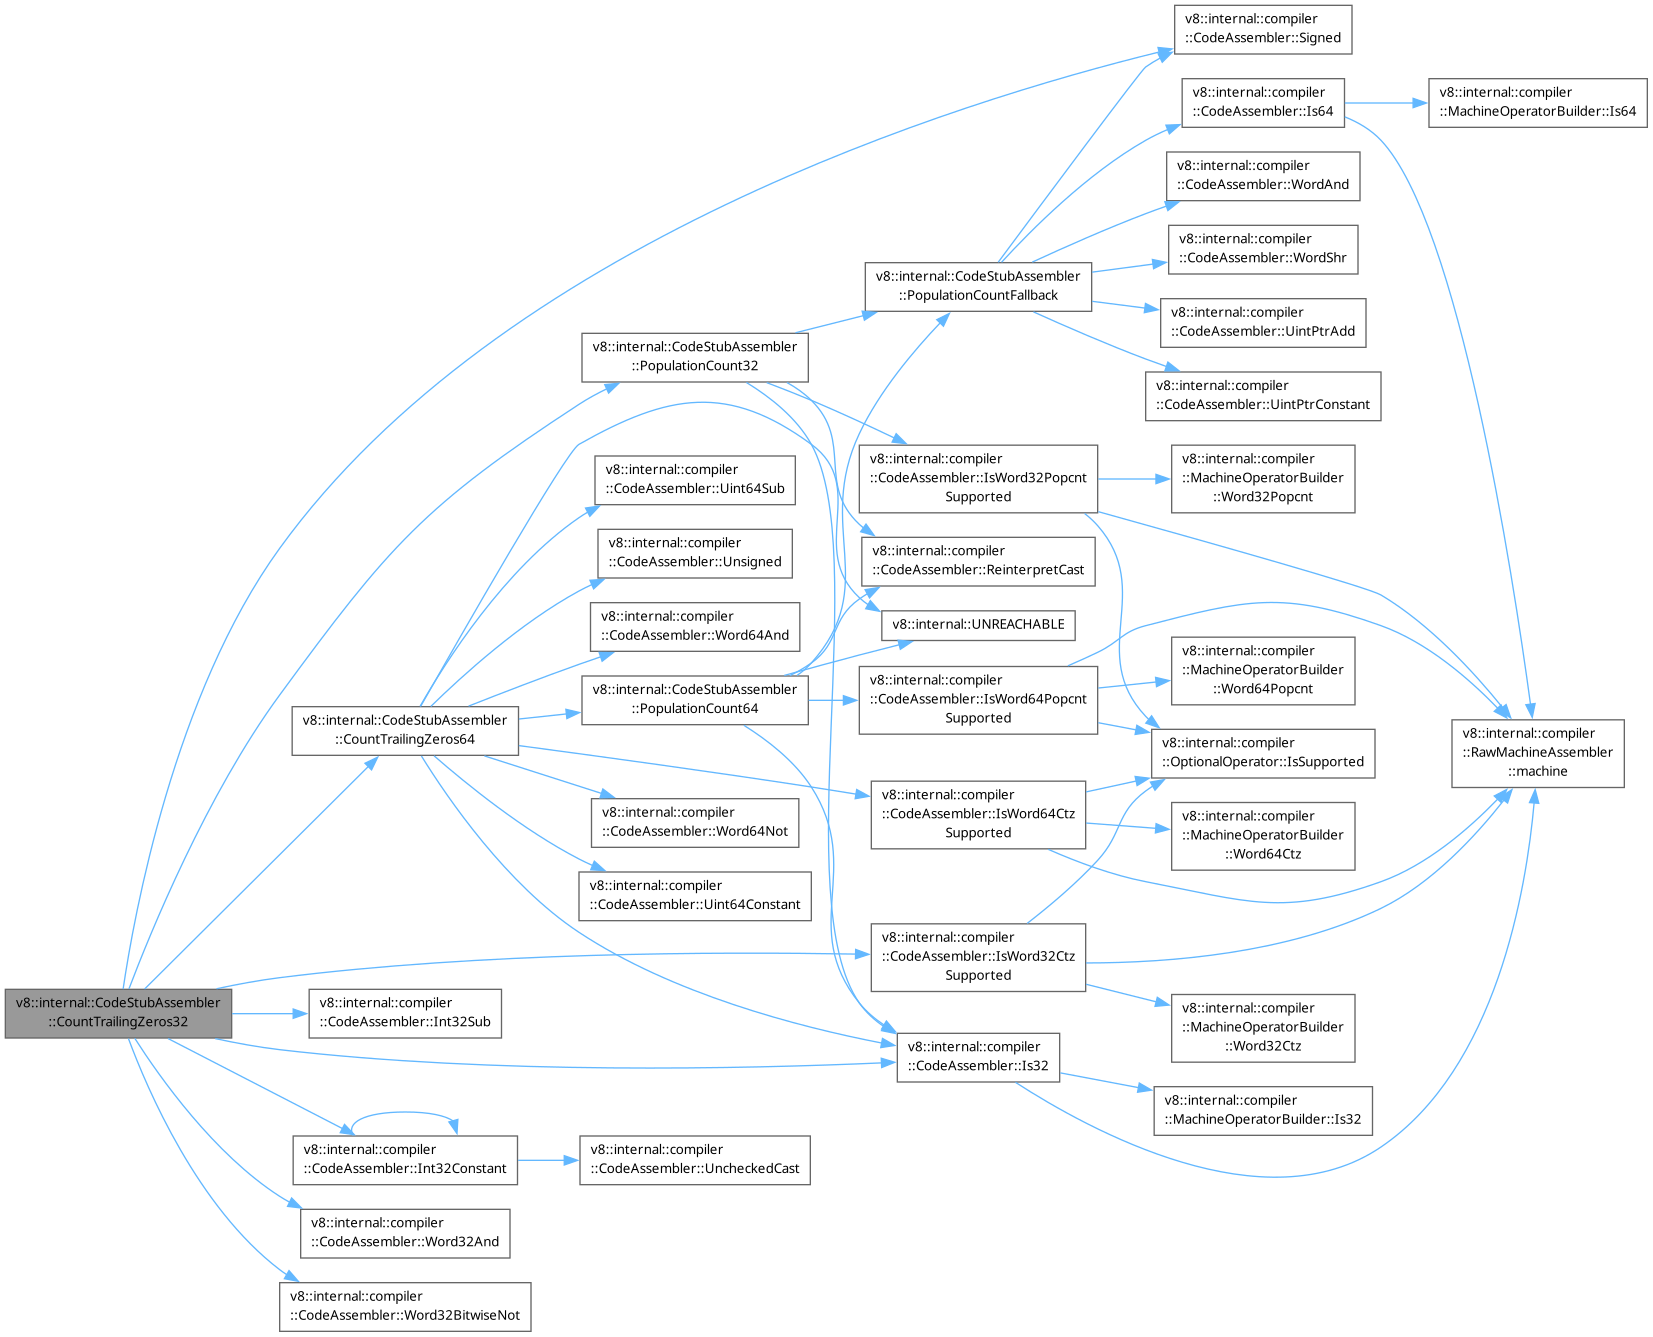 v8::internal::compiler
::CodeAssembler::Signed
v8::internal::compiler
::CodeAssembler::Is64
v8::internal::compiler
::MachineOperatorBuilder::Is64
v8::internal::compiler
::CodeAssembler::WordAnd
v8::internal::compiler
::CodeAssembler::WordShr
v8::internal::CodeStubAssembler
::PopulationCountFallback
v8::internal::compiler
::CodeAssembler::UintPtrAdd
v8::internal::CodeStubAssembler
::PopulationCount32
v8::internal::compiler
::CodeAssembler::UintPtrConstant
v8::internal::compiler
::CodeAssembler::Uint64Sub
v8::internal::compiler
::CodeAssembler::IsWord32Popcnt
Supported
v8::internal::compiler
::MachineOperatorBuilder
::Word32Popcnt
v8::internal::compiler
::CodeAssembler::Unsigned
v8::internal::compiler
::CodeAssembler::ReinterpretCast
v8::internal::compiler
::CodeAssembler::Word64And
v8::internal::UNREACHABLE
v8::internal::CodeStubAssembler
::PopulationCount64
v8::internal::compiler
::CodeAssembler::IsWord64Popcnt
Supported
v8::internal::compiler
::MachineOperatorBuilder
::Word64Popcnt
v8::internal::CodeStubAssembler
::CountTrailingZeros64
v8::internal::compiler
::OptionalOperator::IsSupported
v8::internal::compiler
::RawMachineAssembler
::machine
v8::internal::compiler
::CodeAssembler::Word64Not
v8::internal::compiler
::CodeAssembler::IsWord64Ctz
Supported
v8::internal::compiler
::MachineOperatorBuilder
::Word64Ctz
v8::internal::compiler
::CodeAssembler::Uint64Constant
v8::internal::compiler
::CodeAssembler::IsWord32Ctz
Supported
v8::internal::CodeStubAssembler
::CountTrailingZeros32
v8::internal::compiler
::CodeAssembler::Int32Sub
v8::internal::compiler
::MachineOperatorBuilder
::Word32Ctz
v8::internal::compiler
::CodeAssembler::Is32
v8::internal::compiler
::MachineOperatorBuilder::Is32
v8::internal::compiler
::CodeAssembler::Int32Constant
v8::internal::compiler
::CodeAssembler::UncheckedCast
v8::internal::compiler
::CodeAssembler::Word32And
v8::internal::compiler
::CodeAssembler::Word32BitwiseNot